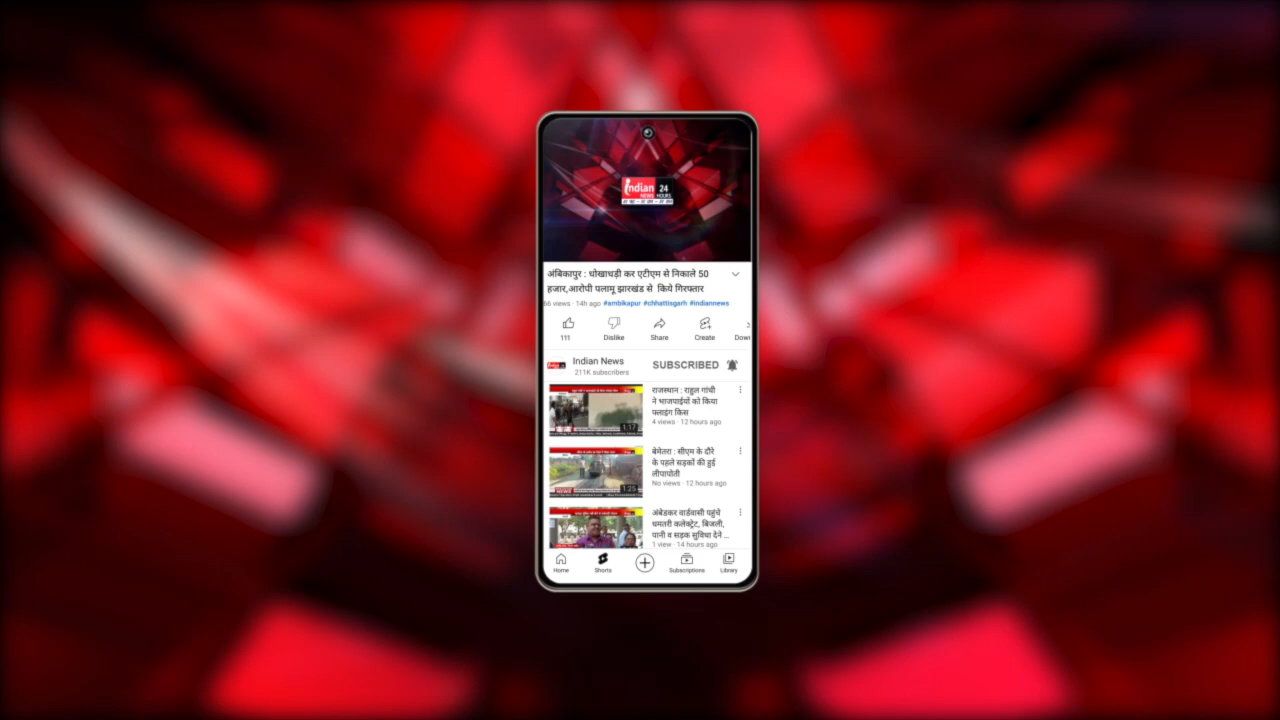 Indian 24
NEWS HOURS
अंबिकापुर : धोखाधड़ी कर एटीएम से निकाले 50
हजार,आरोपी पलामू झारखंड से किये गिरफ्तार
66 views · 14h ago #ambikapur #chhattisgarh #indiannews
111 Dislike Share Create Down
Indian News
211K subscribers
SUBSCRIBED
राजस्थान : राहुल गांधी
ने भाजपाईयों को किया
फ्लाइंग किस
4 views · 12 hours ago
1:17
बेमेतरा : सीएम के दौरे
के पहले सड़कों की हुई
लीपापोती
No views · 12 hours ago
1:25
अंबेडकर वार्डवासी पहुंचे
धमतरी कलेक्ट्रेट, बिजली,
पानी व सड़क सुविधा देने ...
1 view · 14 hours ago
Home Shorts Subscriptions Library